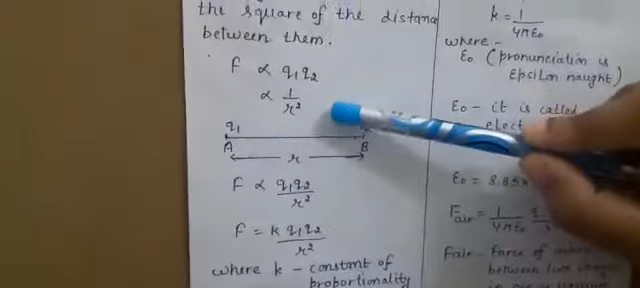 the square of the distance
between them.
F ∝ q₁q₂
∝ 1/r²
q₁
A B
r
F ∝ q₁q₂/r²
F = k q₁q₂/r²
where k - constant of
proportionality
k = 1/4πε₀
where -
ε₀ (pronunciation is
Epsilon naught)
ε₀ - it is called
elect
ε₀ = 8.85
Fair = 1/4πε₀
Fair - Force of
between two